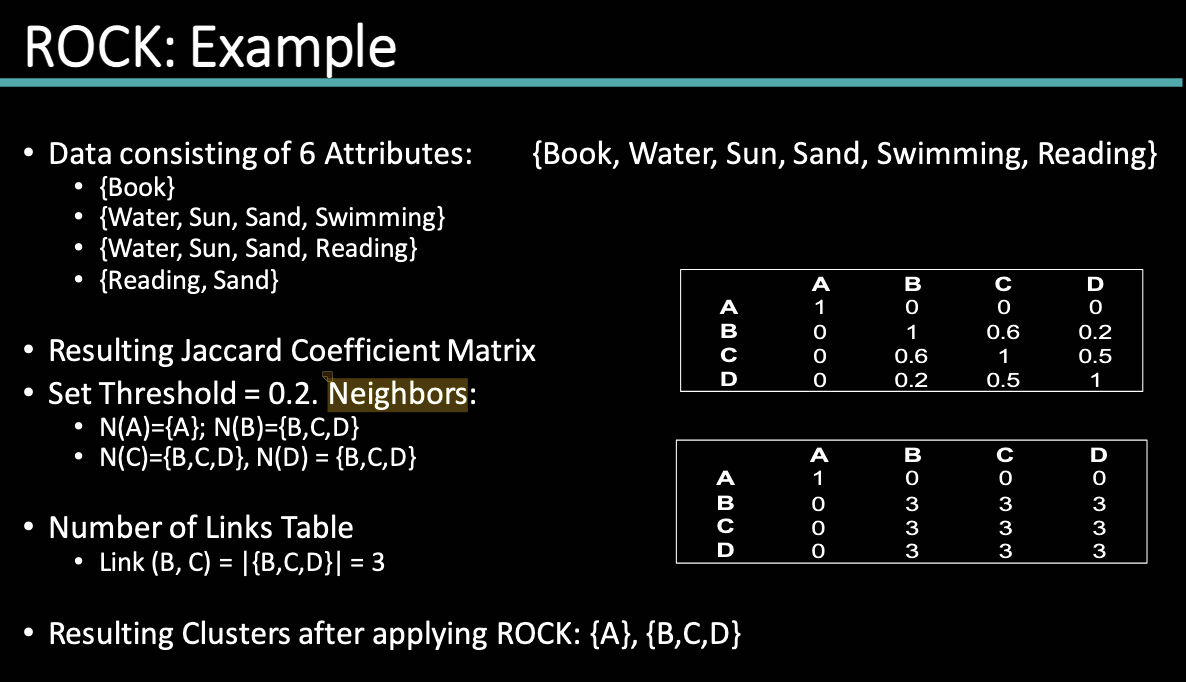 ROCK: Example
• Data consisting of 6 Attributes: {Book, Water, Sun, Sand, Swimming, Reading}
• {Book}
• {Water, Sun, Sand, Swimming}
• {Water, Sun, Sand, Reading}
• {Reading, Sand}
• Resulting Jaccard Coefficient Matrix
A B C D
A 1 0 0 0
B 0 1 0.6 0.2
C 0 0.6 1 0.5
D 0 0.2 0.5 1
• Set Threshold = 0.2. Neighbors:
• N(A)={A}; N(B)={B,C,D}
• N(C)={B,C,D}, N(D) = {B,C,D}
• Number of Links Table
• Link (B, C) = |{B,C,D}| = 3
A B C D
A 1 0 0 0
B 0 3 3 3
C 0 3 3 3
D 0 3 3 3
• Resulting Clusters after applying ROCK: {A}, {B,C,D}